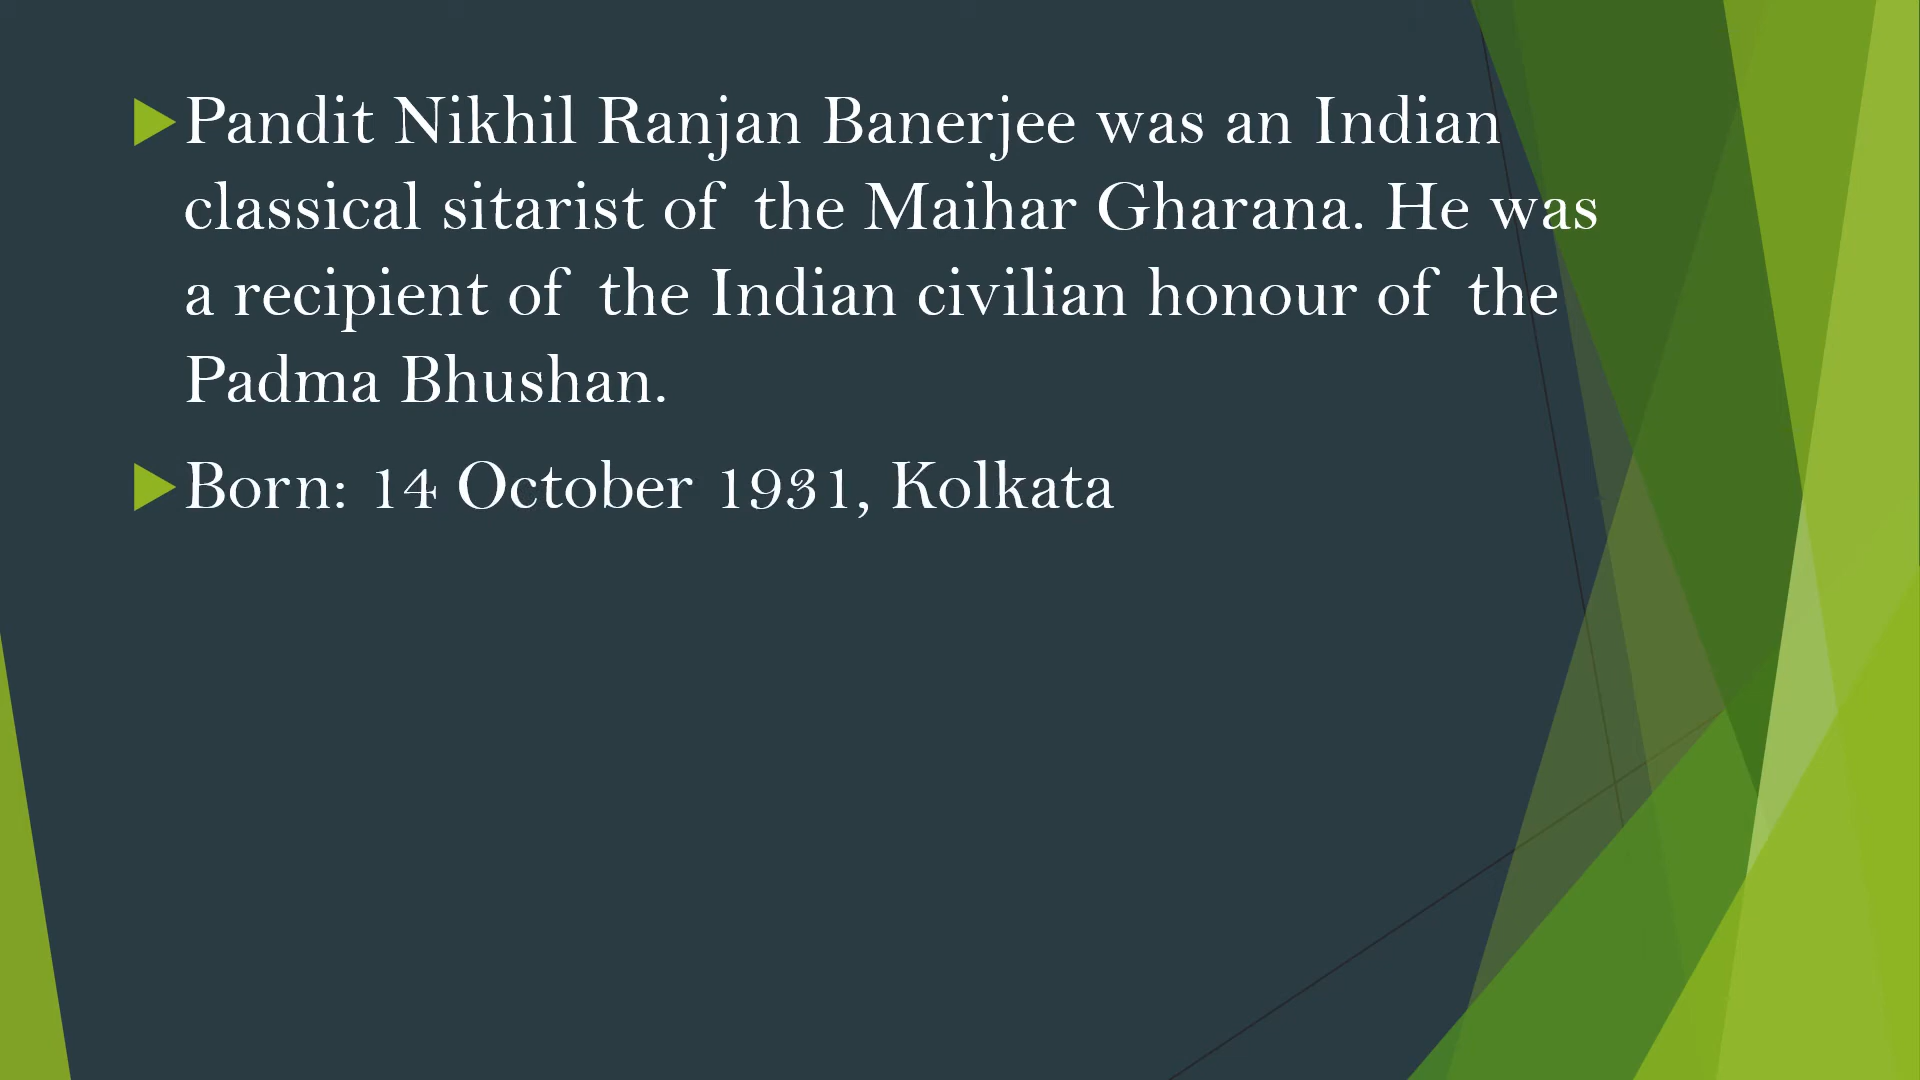 Pandit Nikhil Ranjan Banerjee was an Indian
classical sitarist of the Maihar Gharana. He was
a recipient of the Indian civilian honour of the
Padma Bhushan.
Born: 14 October 1931, Kolkata